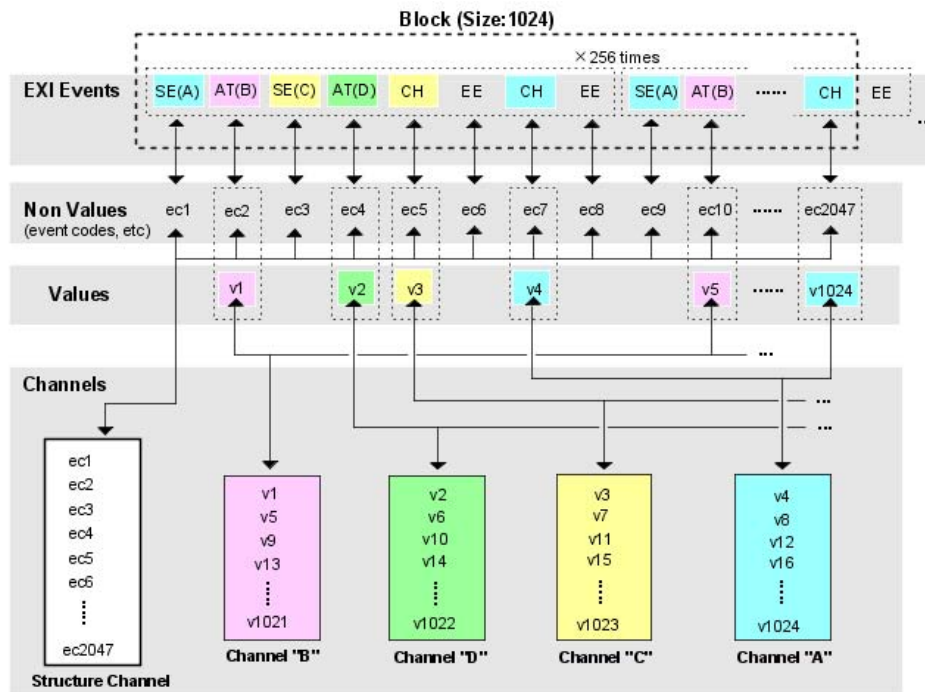 Block (Size:1024)
× 256 times
EXI Events
SE(A) AT(B) SE(C) AT(D) CH EE CH EE SE(A) AT(B) ...... CH EE
...
Non Values
(event codes, etc)
ec1 ec2 ec3 ec4 ec5 ec6 ec7 ec8 ec9 ec10 ...... ec2047
Values
v1 v2 v3 v4 v5 ...... v1024
...
Channels
...
...
ec1
ec2
ec3
ec4
ec5
ec6
ec2047
Structure Channel
v1
v5
v9
v13
v1021
Channel "B"
v2
v6
v10
v14
v1022
Channel "D"
v3
v7
v11
v15
v1023
Channel "C"
v4
v8
v12
v16
v1024
Channel "A"